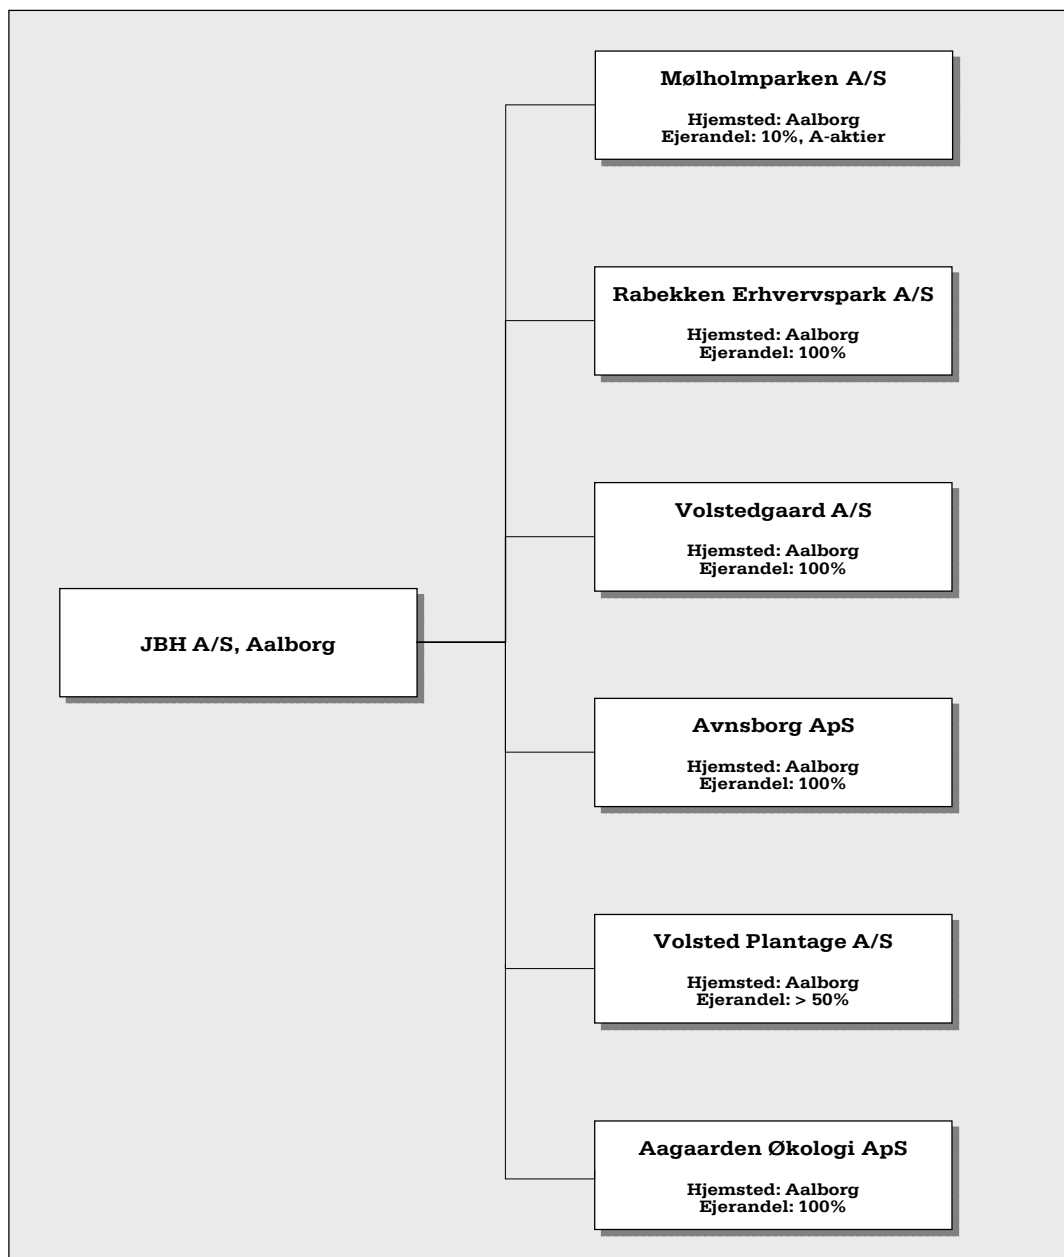 Mølholmparken A/S
Hjemsted: Aalborg
Ejerandel: 10%, A-aktier
Rabekken Erhvervspark A/S
Hjemsted: Aalborg
Ejerandel: 100%
Volstedgaard A/S
Hjemsted: Aalborg
Ejerandel: 100%
JBH A/S, Aalborg
Avnsborg ApS
Hjemsted: Aalborg
Ejerandel: 100%
Volsted Plantage A/S
Hjemsted: Aalborg
Ejerandel: > 50%
Aagaarden Økologi ApS
Hjemsted: Aalborg
Ejerandel: 100%